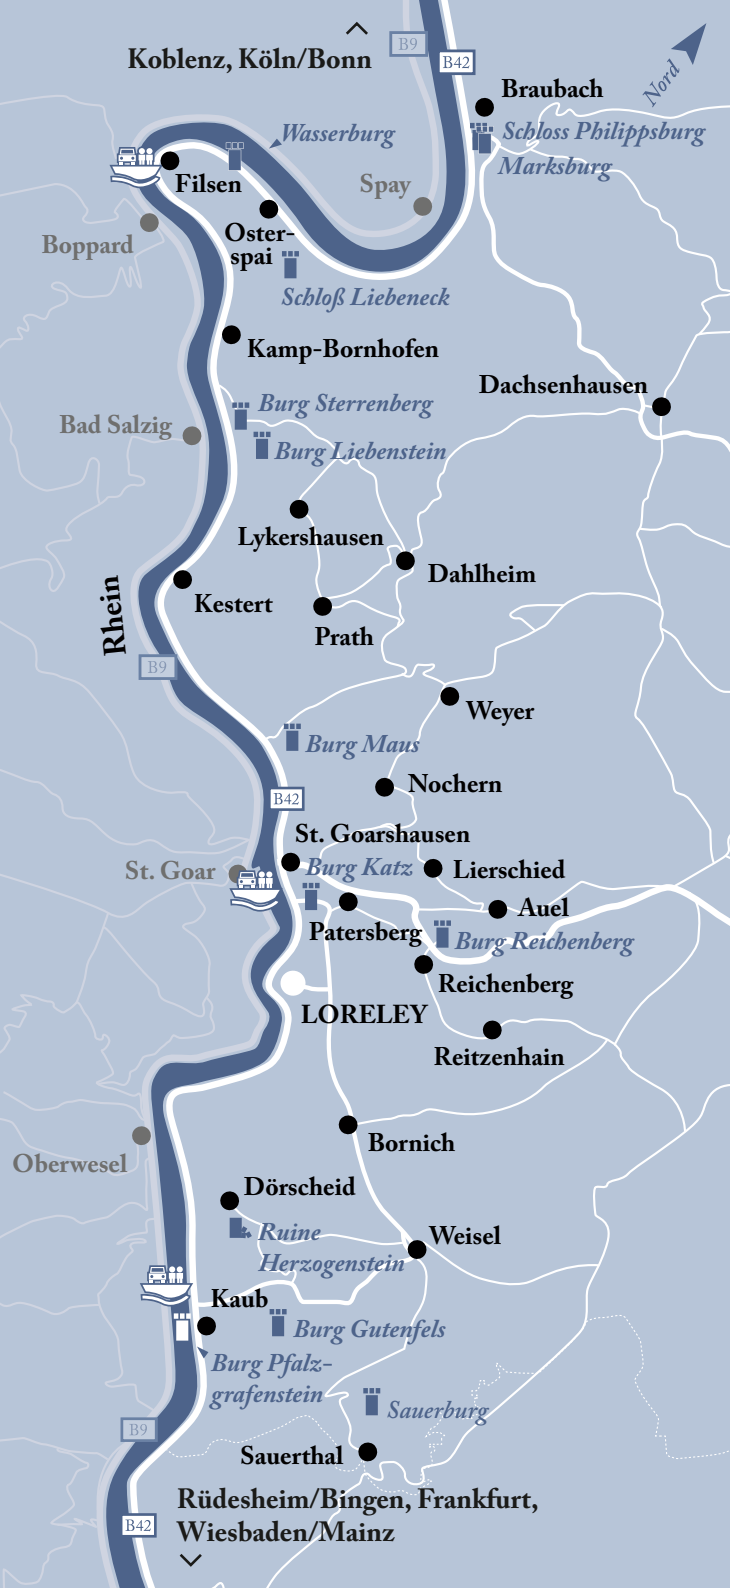 Koblenz, Köln/Bonn
B9
B42
Nord
Braubach
Schloss Philippsburg
Marksburg
Wasserburg
Filsen
Spay
Boppard
Oster-
spai
Schloß Liebeneck
Kamp-Bornhofen
Dachsenhausen
Burg Sterrenberg
Bad Salzig
Burg Liebenstein
Lykershausen
Dahlheim
Rhein
Kestert
Prath
B9
Weyer
Burg Maus
Nochern
B42
St. Goarshausen
Burg Katz
St. Goar
Lierschied
Auel
Patersberg
Burg Reichenberg
Reichenberg
LORELEY
Reitzenhain
Bornich
Oberwesel
Dörscheid
Ruine
Herzogenstein
Weisel
Kaub
Burg Gutenfels
Burg Pfalz-
grafenstein
Sauerburg
B9
Sauerthal
Rüdesheim/Bingen, Frankfurt,
Wiesbaden/Mainz
B42